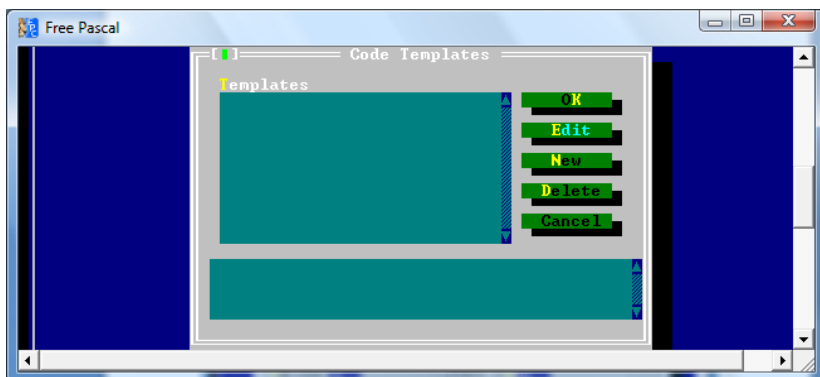 Free Pascal
Code Templates
Templates
OK
Edit
New
Delete
Cancel